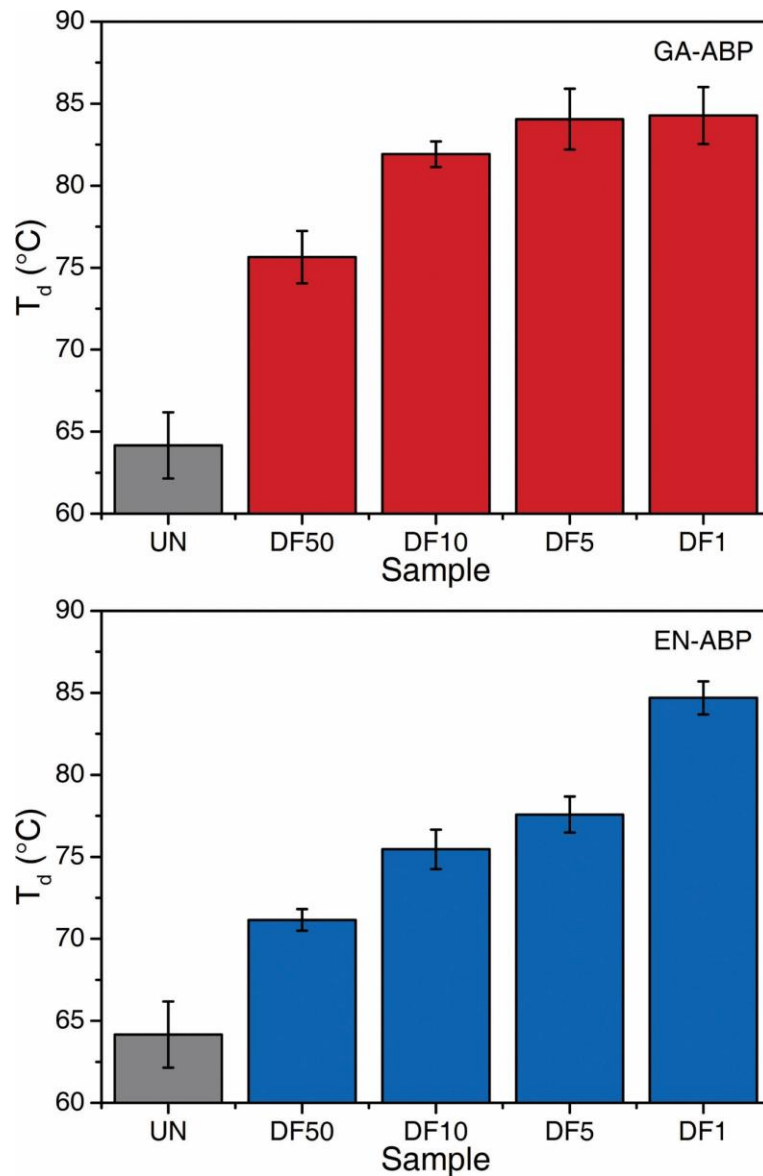 90
GA-ABP
85
80
75
70
65
60
T_d (°C)
UN DF50 DF10 DF5 DF1
Sample
90
EN-ABP
85
80
75
70
65
60
T_d (°C)
UN DF50 DF10 DF5 DF1
Sample